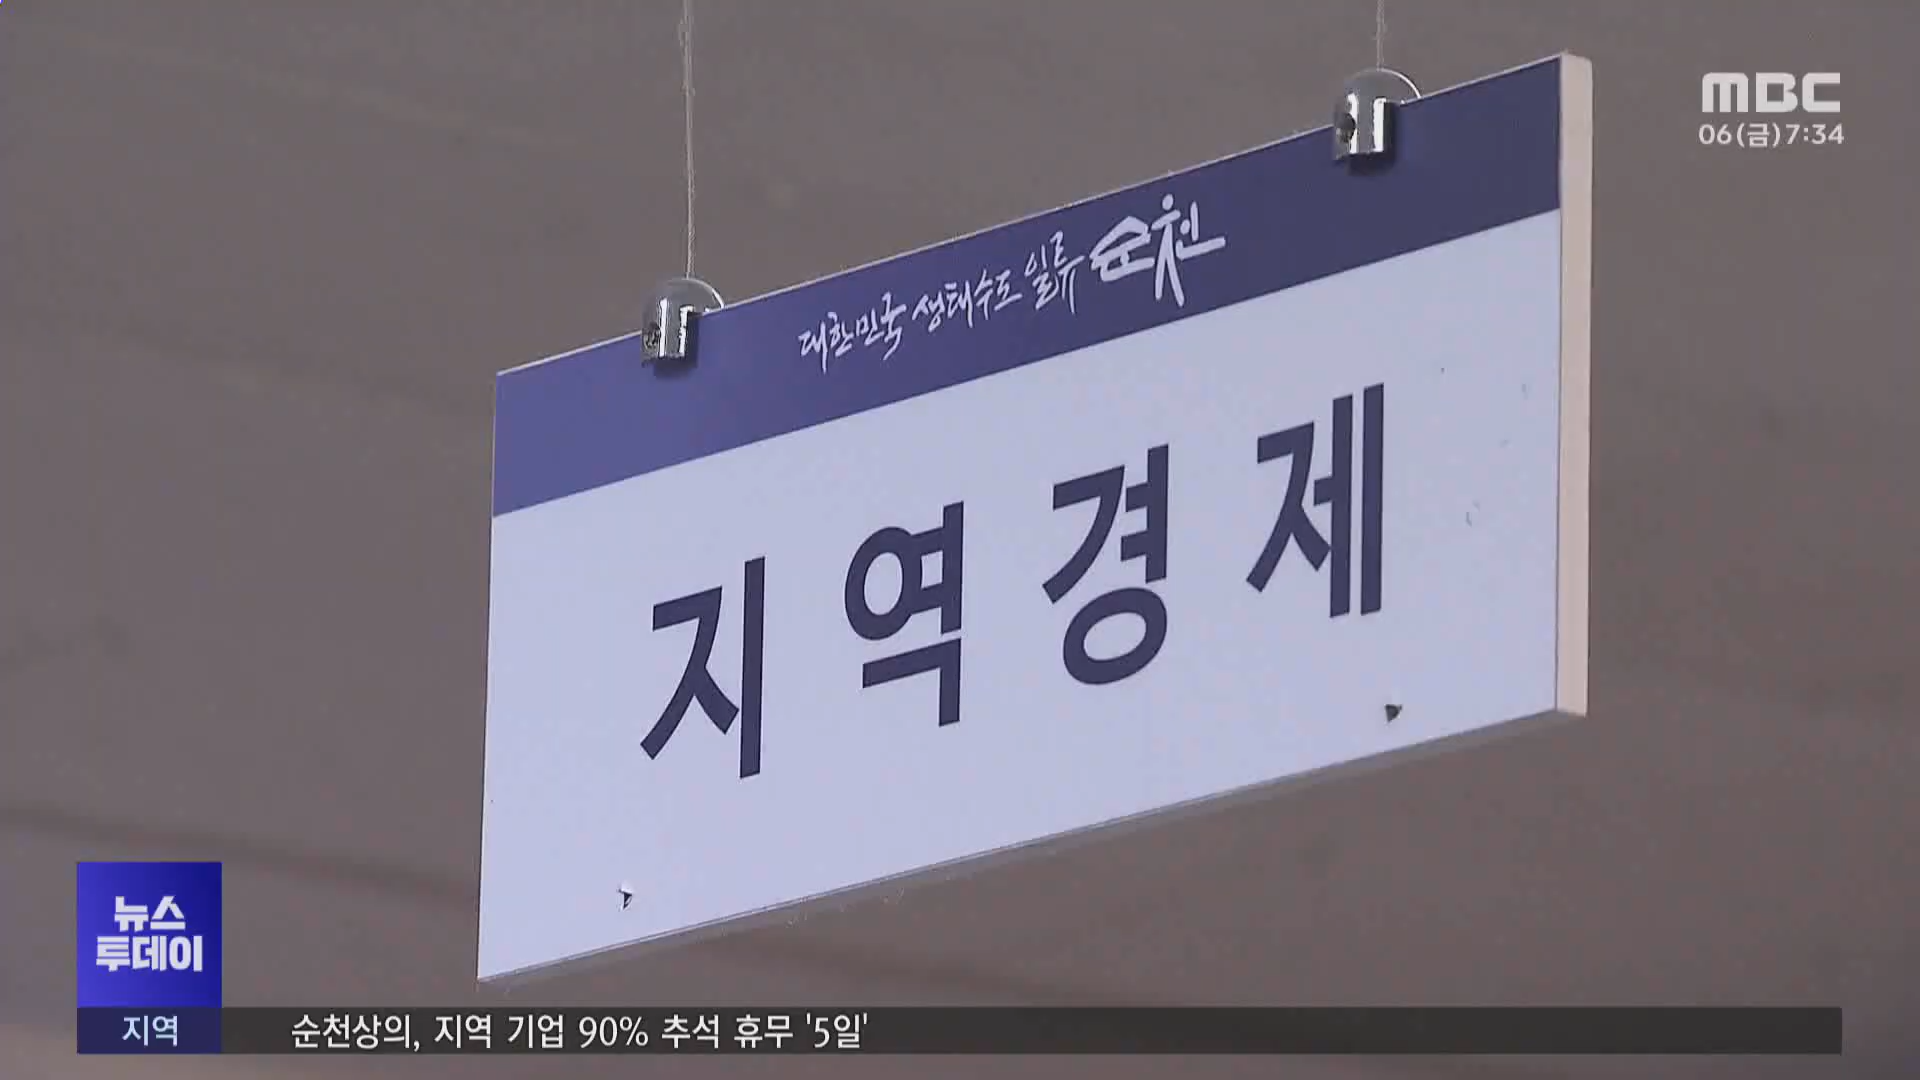 MBC
06(금)7:34
대한민국 생태수도 일류 순천
지역경제
뉴스
투데이
지역 순천상의, 지역 기업 90% 추석 휴무 '5일'